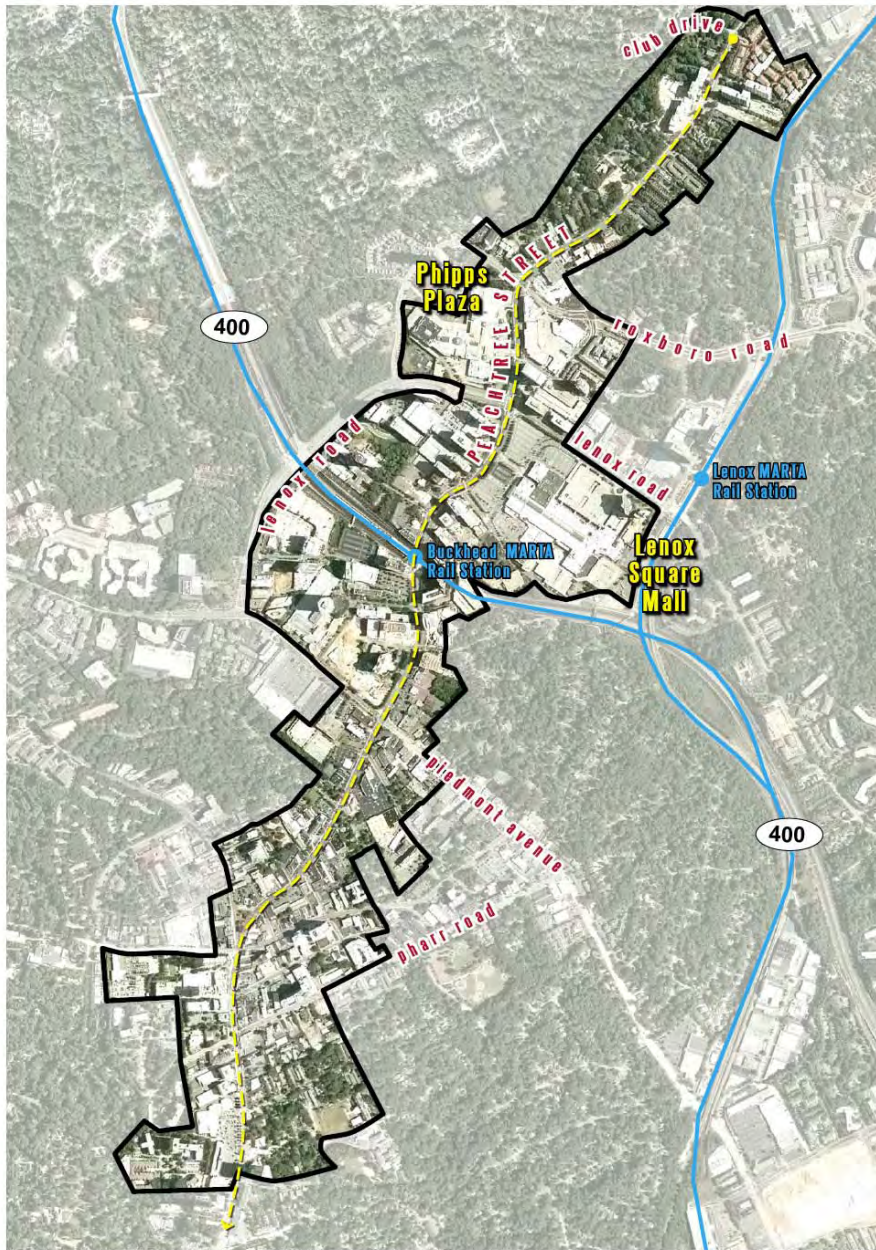 club drive
PEACHTREE STREET
Phipps
Plaza
400
roxboro road
lenox road
lenox road
Lenox MARTA
Rail Station
Buckhead MARTA
Rail Station
Lenox
Square
Mall
piedmont avenue
400
pharr road